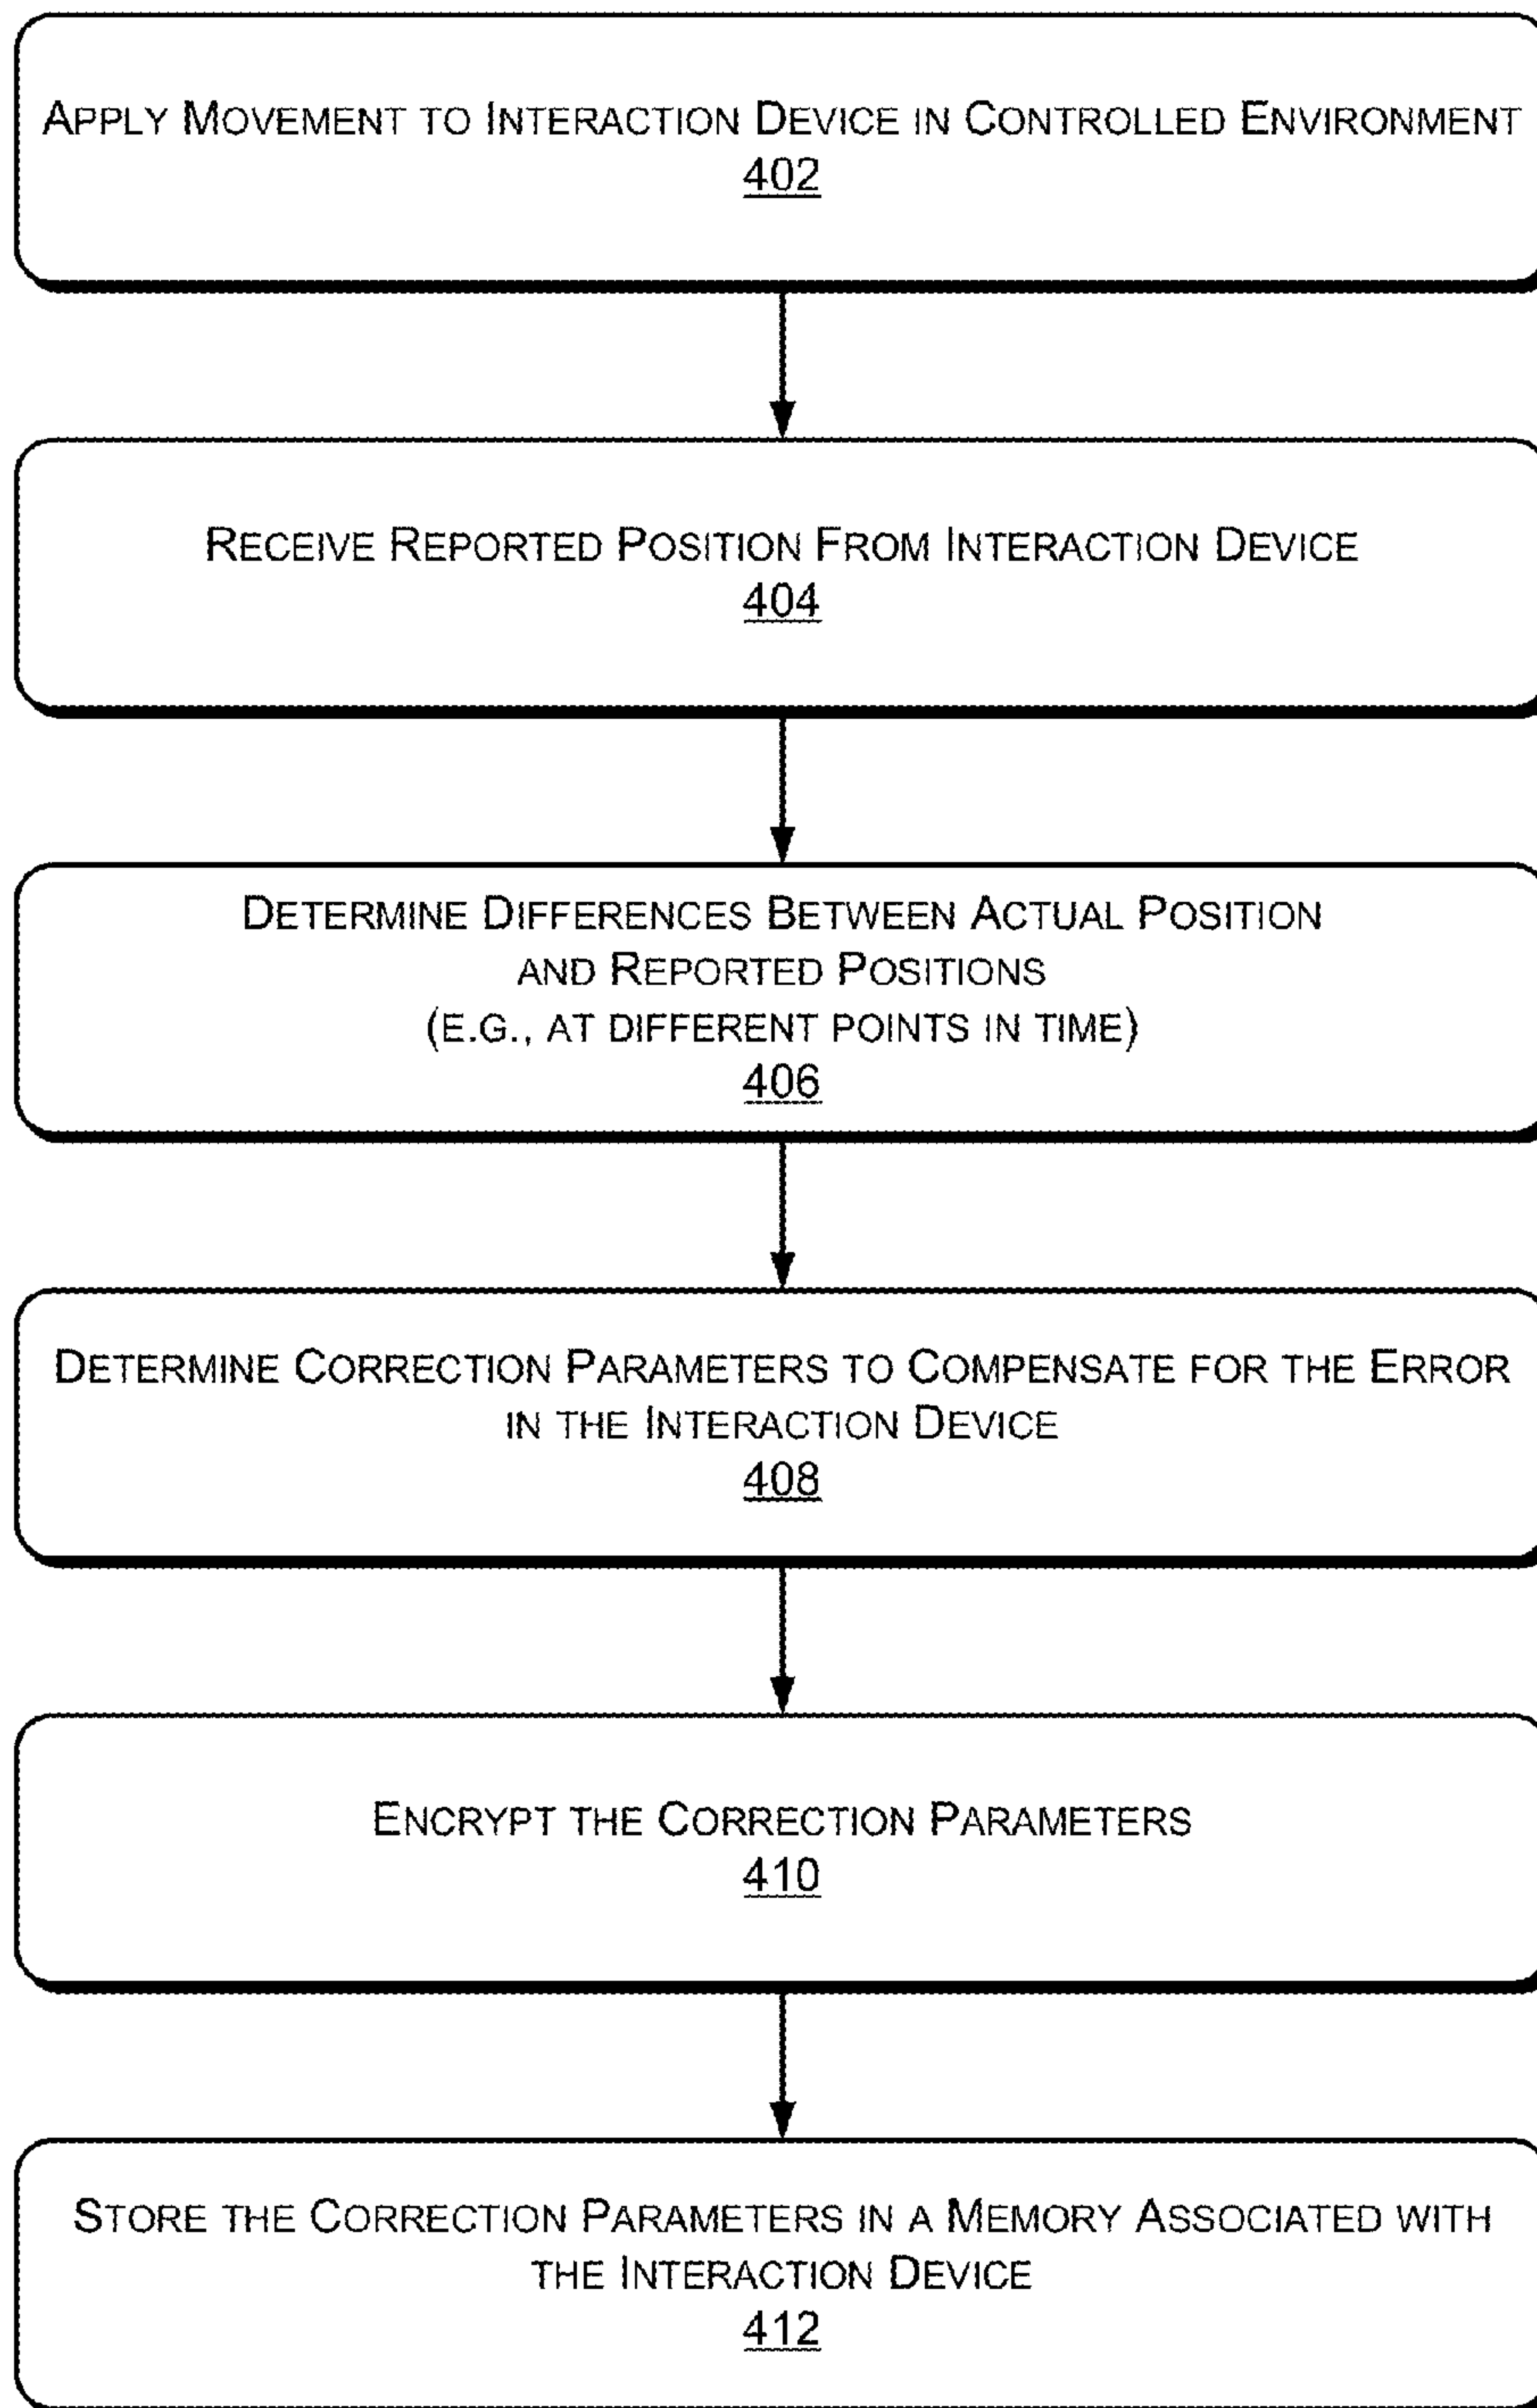 APPLY MOVEMENT TO INTERACTION DEVICE IN CONTROLLED ENVIRONMENT
402
RECEIVE REPORTED POSITION FROM INTERACTION DEVICE
404
DETERMINE DIFFERENCES BETWEEN ACTUAL POSITION
AND REPORTED POSITIONS
(E.G., AT DIFFERENT POINTS IN TIME)
406
DETERMINE CORRECTION PARAMETERS TO COMPENSATE FOR THE ERROR
IN THE INTERACTION DEVICE
408
ENCRYPT THE CORRECTION PARAMETERS
410
STORE THE CORRECTION PARAMETERS IN A MEMORY ASSOCIATED WITH
THE INTERACTION DEVICE
412